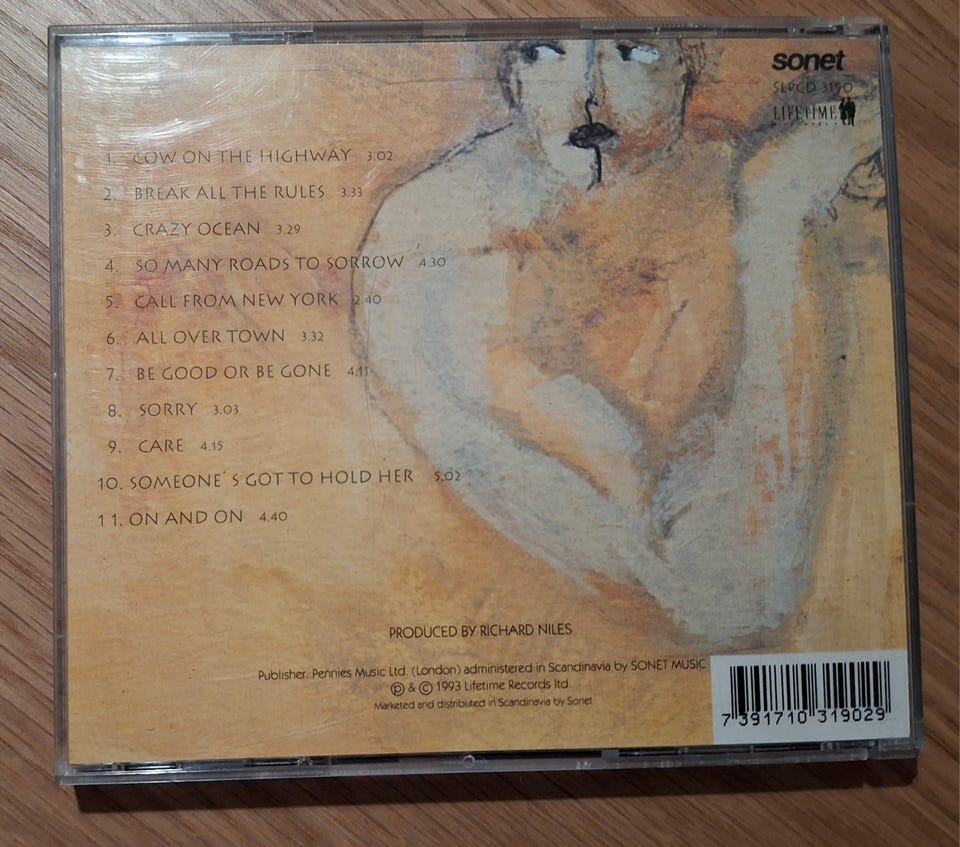 sonet
SLPCD 3190
LIFETIME
records
1. COW ON THE HIGHWAY 3.02
2. BREAK ALL THE RULES 3.33
3. CRAZY OCEAN 3.29
4. SO MANY ROADS TO SORROW 4.30
5. CALL FROM NEW YORK 2.40
6. ALL OVER TOWN 3.32
7. BE GOOD OR BE GONE 4.11
8. SORRY 3.03
9. CARE 4.15
10. SOMEONE´S GOT TO HOLD HER 5.02
11. ON AND ON 4.40
PRODUCED BY RICHARD NILES
Publisher: Pennies Music Ltd. (London) administered in Scandinavia by SONET MUSIC
℗ & © 1993 Lifetime Records ltd.
Marketed and distributed in Scandinavia by Sonet
7 391710 319029